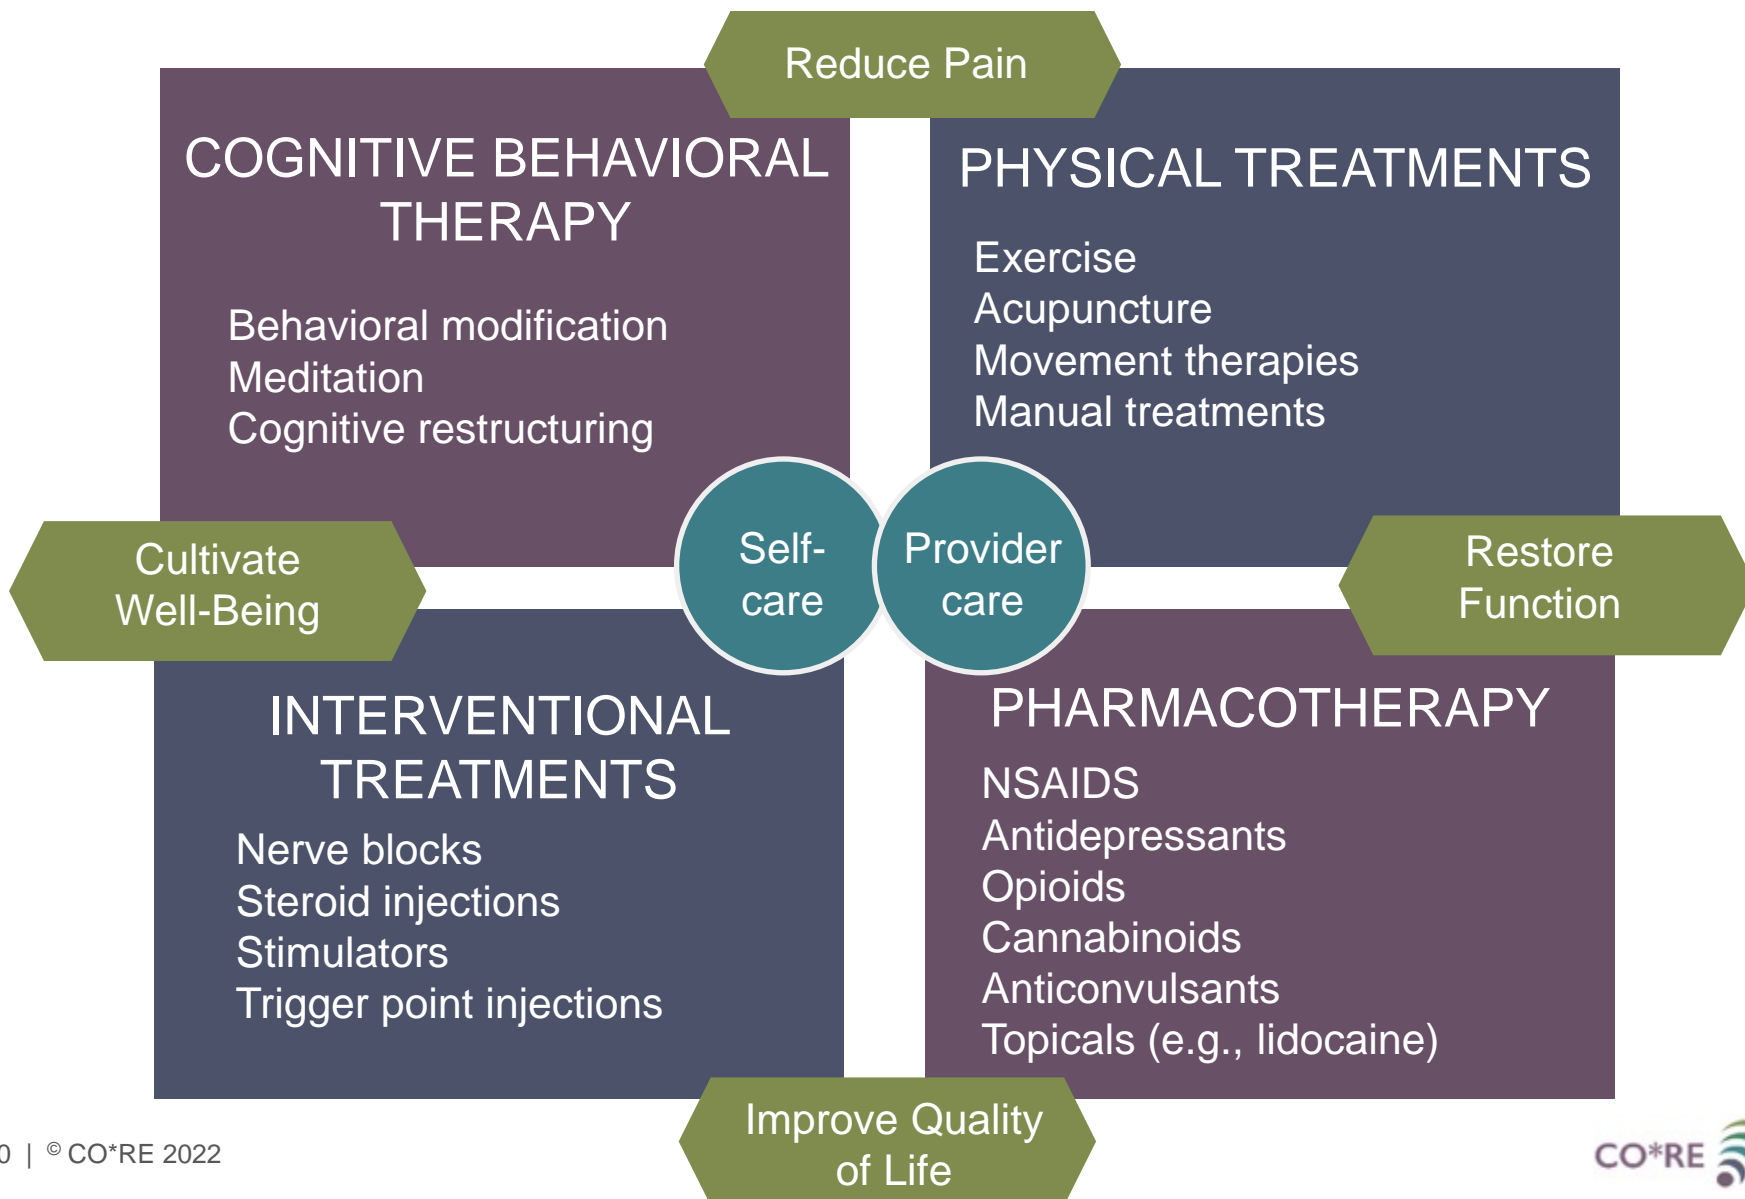 Reduce Pain
COGNITIVE BEHAVIORAL
THERAPY
Behavioral modification
Meditation
Cognitive restructuring
PHYSICAL TREATMENTS
Exercise
Acupuncture
Movement therapies
Manual treatments
Self-
care
Provider
care
Cultivate
Well-Being
Restore
Function
INTERVENTIONAL
TREATMENTS
Nerve blocks
Steroid injections
Stimulators
Trigger point injections
PHARMACOTHERAPY
NSAIDS
Antidepressants
Opioids
Cannabinoids
Anticonvulsants
Topicals (e.g., lidocaine)
Improve Quality
of Life
0 | © CO*RE 2022
CO*RE